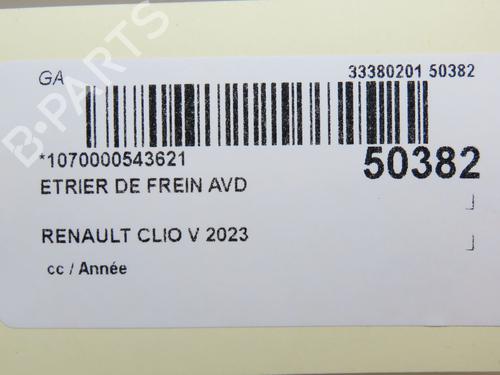 GA
33380201 50382
*1070000543621
50382
ETRIER DE FREIN AVD
RENAULT CLIO V 2023
cc / Année
B-PARTS